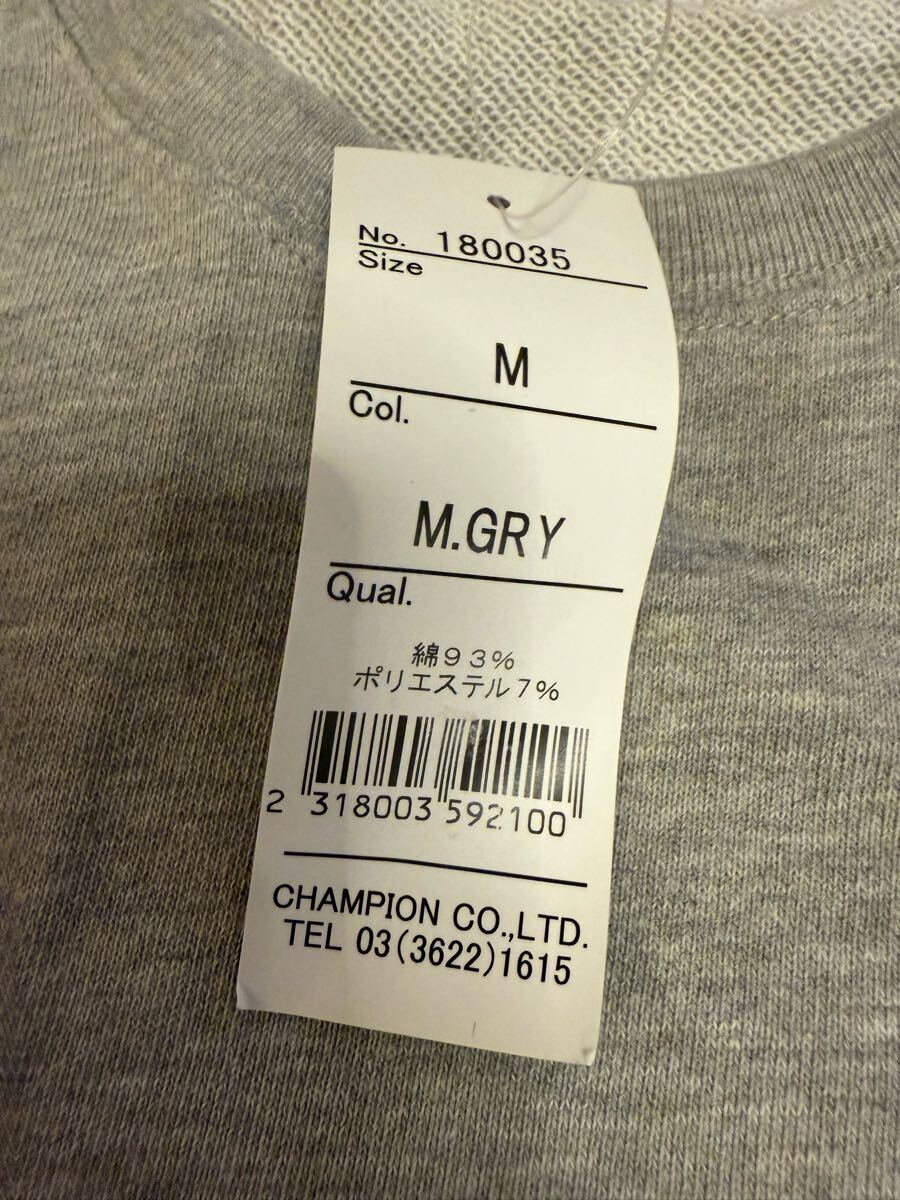 No. 180035
Size
M
Col.
M.GRY
Qual.
綿93%
ポリエステル7%
2 318003 592100
CHAMPION CO.,LTD.
TEL 03(3622)1615